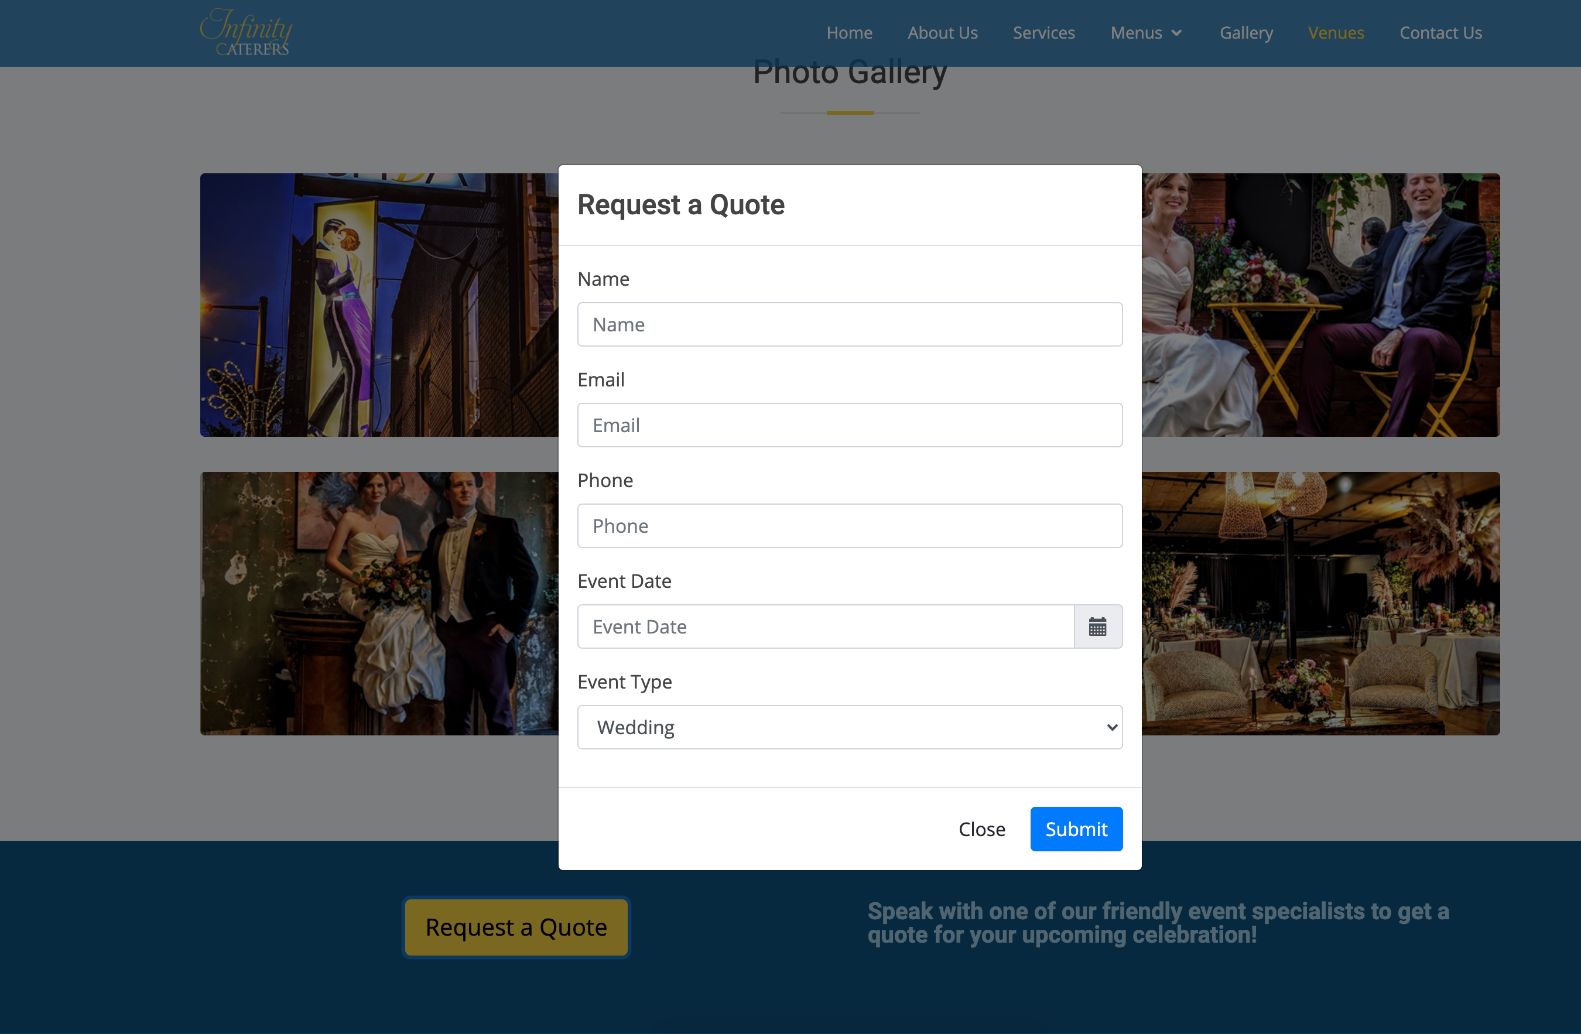 Infinity
CATERERS
Home
About Us
Services
Menus
Gallery
Venues
Contact Us
Photo Gallery
Request a Quote
Name
Name
Email
Email
Phone
Phone
Event Date
Event Date
Event Type
Wedding
Close
Submit
Request a Quote
Speak with one of our friendly event specialists to get a
quote for your upcoming celebration!